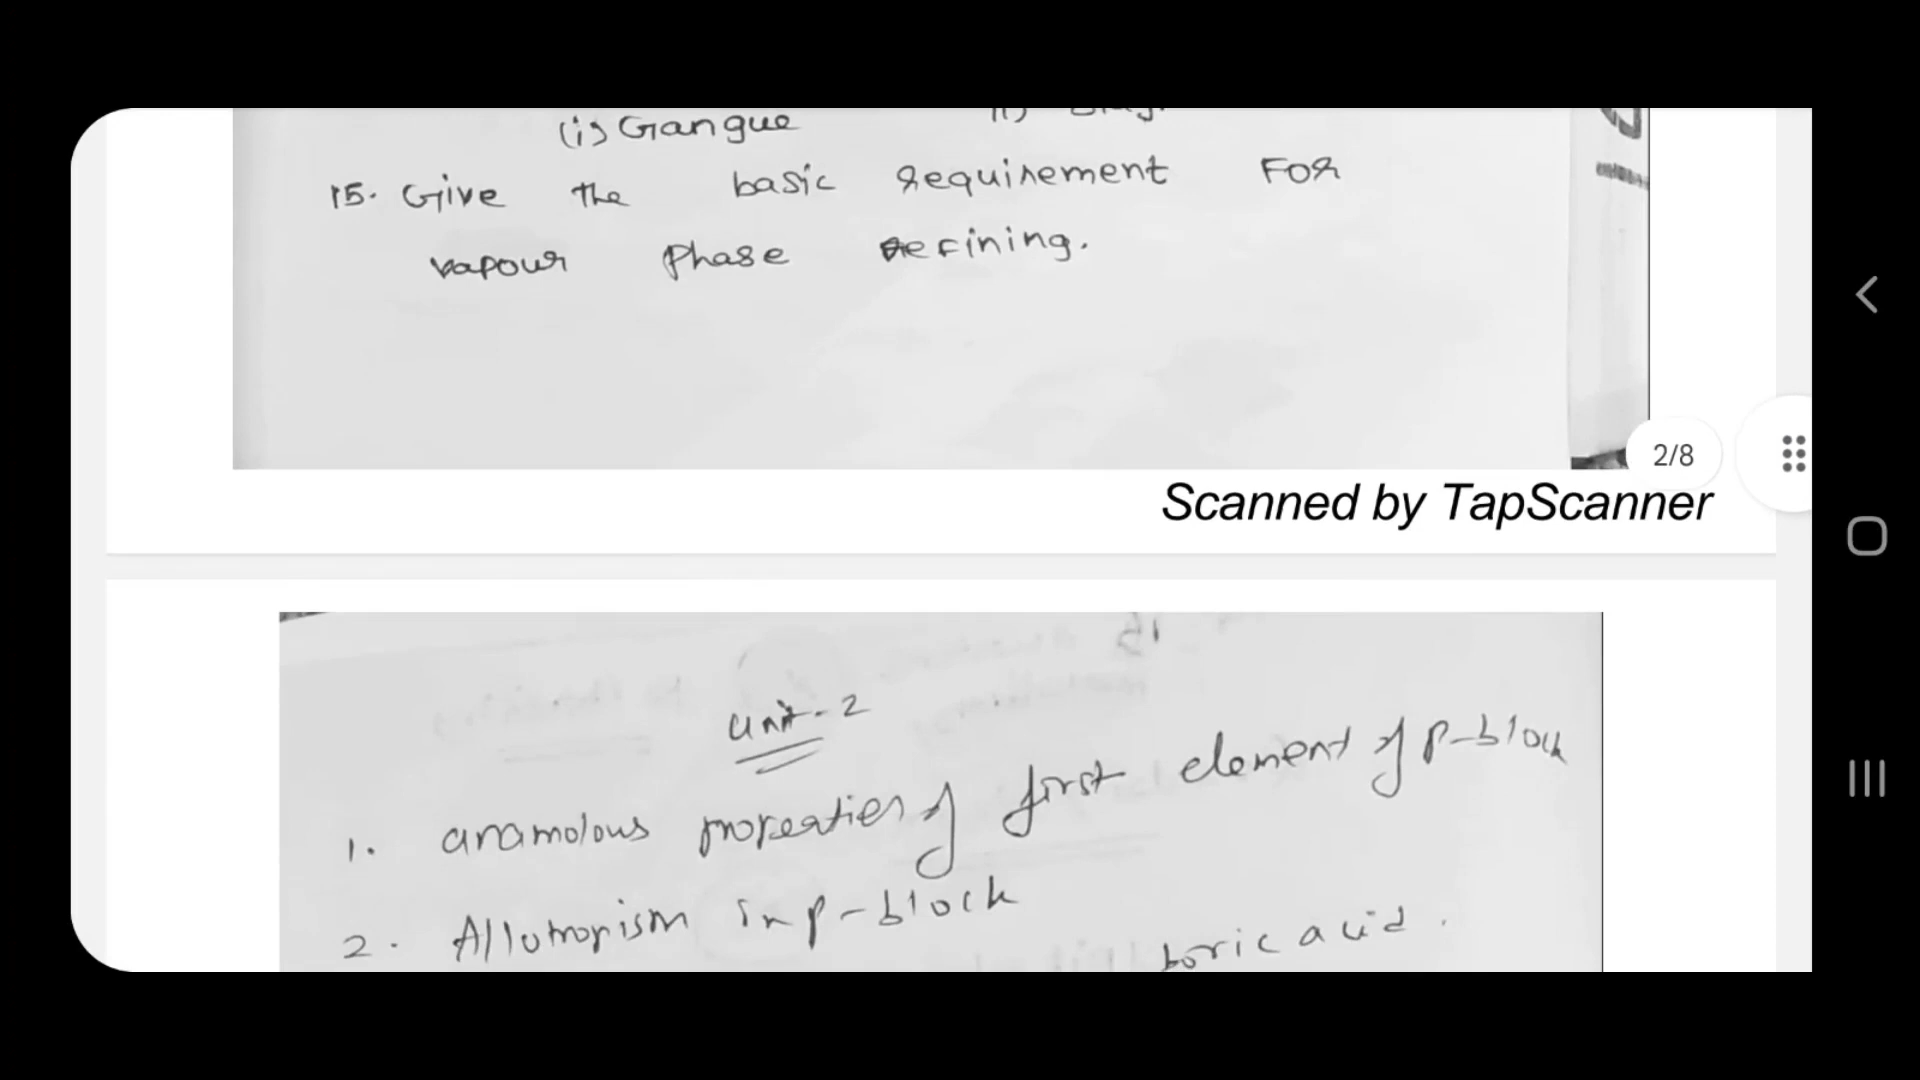 (i) Gangue ii)
15. Give the basic requirement For
vapour phase refining.
2/8
Scanned by TapScanner
Unit-2
1. anamolous properties of first element of p-block
2. Allotropism in p-block
boric acid.